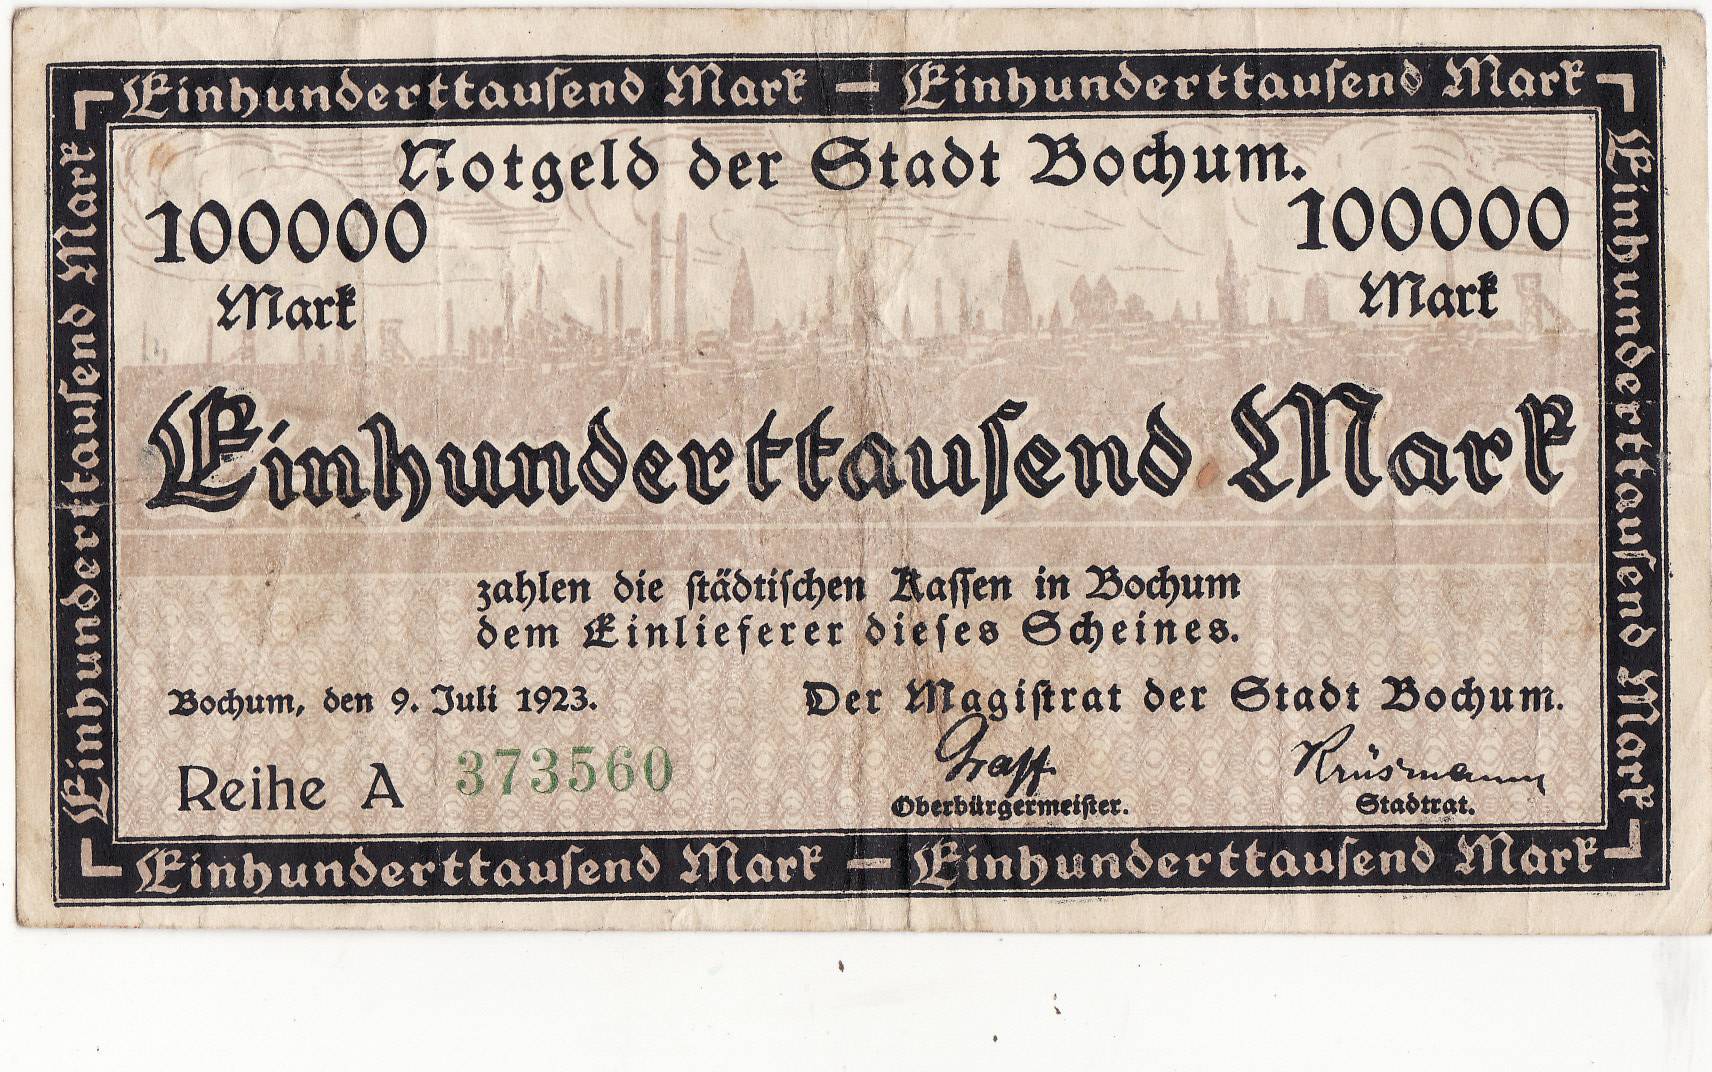 Einhunderttausend Mark — Einhunderttausend Mark
Einhunderttausend Mark
Einhunderttausend Mark
Notgeld der Stadt Bochum.
100000
Mark
100000
Mark
Einhunderttausend Mark
zahlen die städtischen Kassen in Bochum
dem Einlieferer dieses Scheines.
Bochum, den 9. Juli 1923.
Der Magistrat der Stadt Bochum.
Reihe A 373560
Graff
Oberbürgermeister.
Krüsmann
Stadtrat.
Einhunderttausend Mark — Einhunderttausend Mark